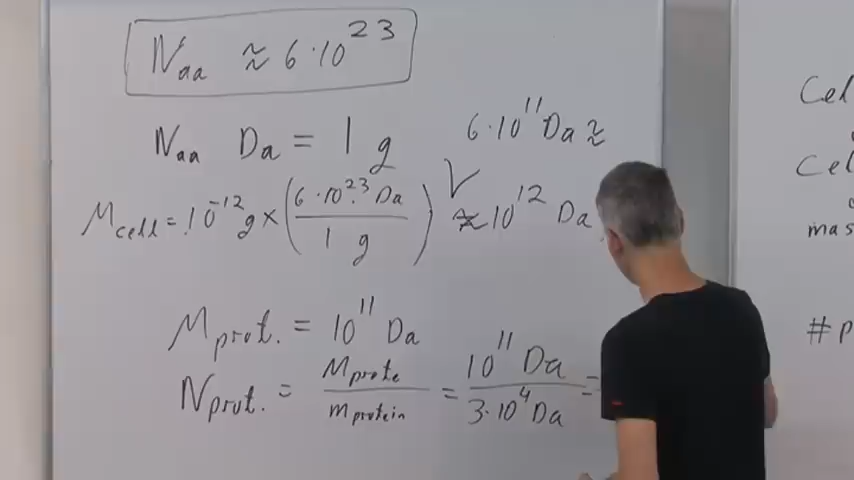 N_aa ≈ 6·10^23
N_aa Da = 1 g
6·10^11 Da ≈
M_cell = 10^-12 g × (6·10^23 Da / 1 g) ≈ 10^12 Da
M_prot. = 10^11 Da
N_prot. = M_prote / m_protein = 10^11 Da / 3·10^4 Da =
Cel
Cel
mas
# p